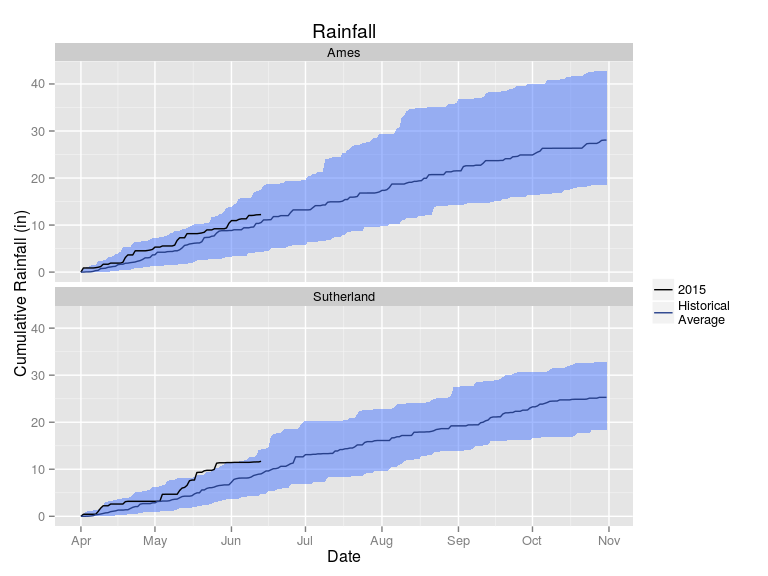 Rainfall
Ames
40
30
20
10
0
Sutherland
40
30
20
10
0
Apr May Jun Jul Aug Sep Oct Nov
Date
Cumulative Rainfall (in)
2015
Historical
Average